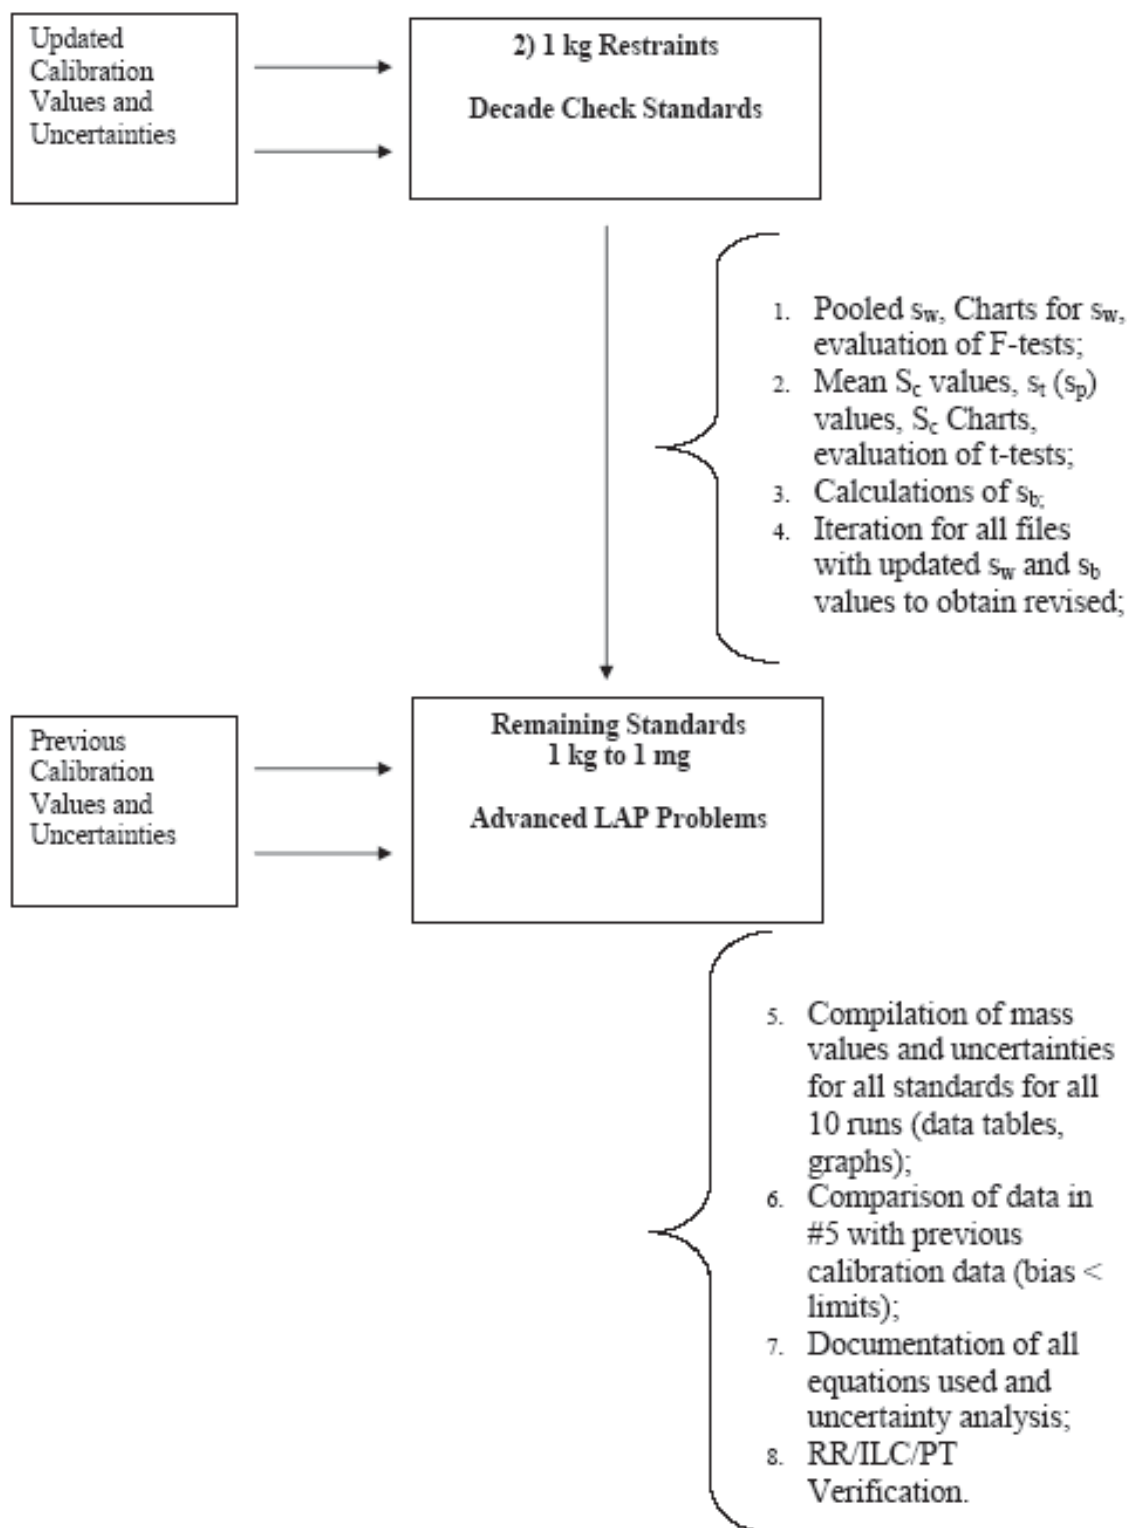 Updated
Calibration
Values and
Uncertainties
2) 1 kg Restraints
Decade Check Standards
1. Pooled sw, Charts for sw,
evaluation of F-tests;
2. Mean Sc values, st (sp)
values, Sc Charts,
evaluation of t-tests;
3. Calculations of sb;
4. Iteration for all files
with updated sw and sb
values to obtain revised;
Previous
Calibration
Values and
Uncertainties
Remaining Standards
1 kg to 1 mg
Advanced LAP Problems
5. Compilation of mass
values and uncertainties
for all standards for all
10 runs (data tables,
graphs);
6. Comparison of data in
#5 with previous
calibration data (bias <
limits);
7. Documentation of all
equations used and
uncertainty analysis;
8. RR/ILC/PT
Verification.